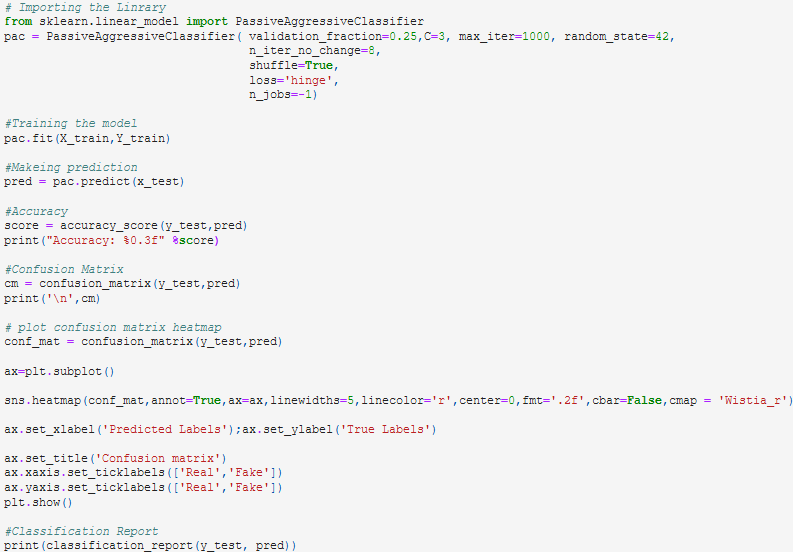 # Importing the Linrary
from sklearn.linear_model import PassiveAggressiveClassifier
pac = PassiveAggressiveClassifier( validation_fraction=0.25,C=3, max_iter=1000, random_state=42,
n_iter_no_change=8,
shuffle=True,
loss='hinge',
n_jobs=-1)
#Training the model
pac.fit(X_train,Y_train)
#Makeing prediction
pred = pac.predict(x_test)
#Accuracy
score = accuracy_score(y_test,pred)
print("Accuracy: %0.3f" %score)
#Confusion Matrix
cm = confusion_matrix(y_test,pred)
print('\n',cm)
# plot confusion matrix heatmap
conf_mat = confusion_matrix(y_test,pred)
ax=plt.subplot()
sns.heatmap(conf_mat,annot=True,ax=ax,linewidths=5,linecolor='r',center=0,fmt='.2f',cbar=False,cmap = 'Wistia_r')
ax.set_xlabel('Predicted Labels');ax.set_ylabel('True Labels')
ax.set_title('Confusion matrix')
ax.xaxis.set_ticklabels(['Real','Fake'])
ax.yaxis.set_ticklabels(['Real','Fake'])
plt.show()
#Classification Report
print(classification_report(y_test, pred))